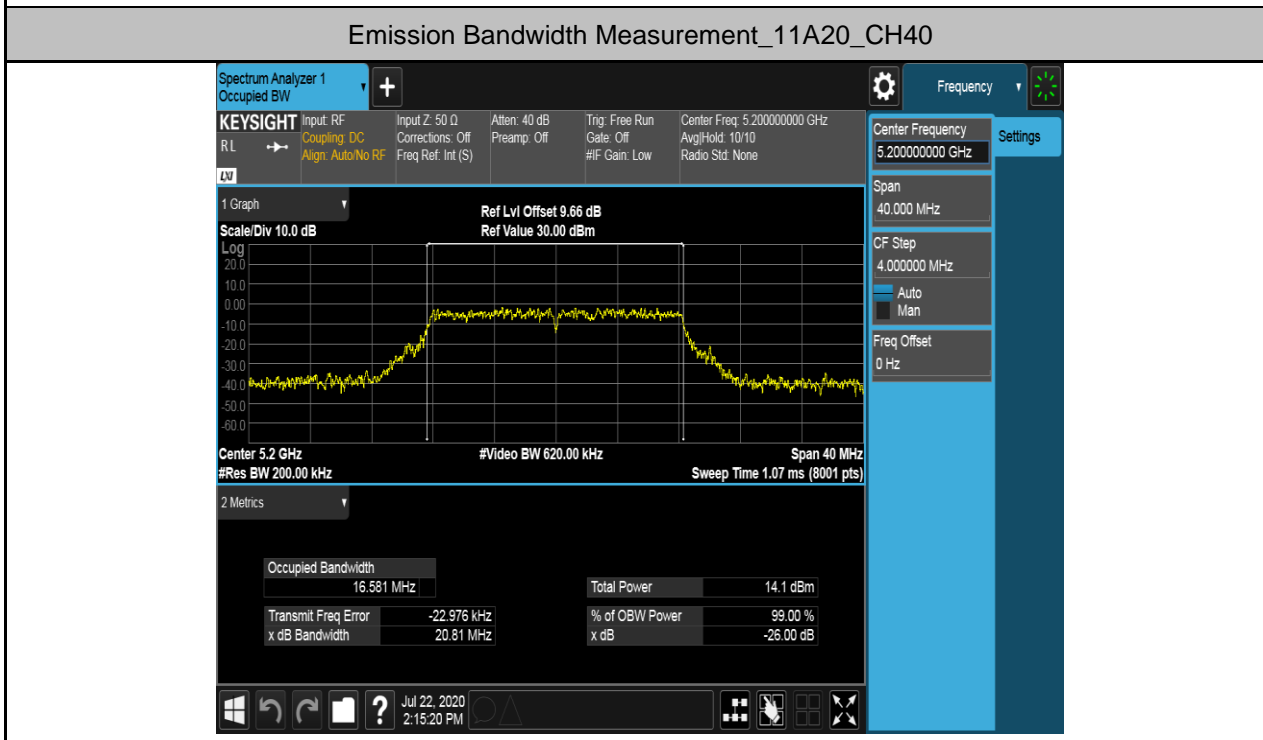 Emission Bandwidth Measurement_11A20_CH40
Spectrum Analyzer 1
Occupied BW
+
Frequency
KEYSIGHT
RL
LXI
Input: RF
Coupling: DC
Align: Auto/No RF
Input Z: 50 Ω
Corrections: Off
Freq Ref: Int (S)
Atten: 40 dB
Preamp: Off
Trig: Free Run
Gate: Off
#IF Gain: Low
Center Freq: 5.200000000 GHz
Avg|Hold: 10/10
Radio Std: None
Center Frequency
5.200000000 GHz
Settings
Span
40.000 MHz
CF Step
4.000000 MHz
Auto
Man
Freq Offset
0 Hz
1 Graph
Scale/Div 10.0 dB
Ref Lvl Offset 9.66 dB
Ref Value 30.00 dBm
Log
20.0
10.0
0.00
-10.0
-20.0
-30.0
-40.0
-50.0
-60.0
Center 5.2 GHz
#Video BW 620.00 kHz
Span 40 MHz
#Res BW 200.00 kHz
Sweep Time 1.07 ms (8001 pts)
2 Metrics
Occupied Bandwidth
16.581 MHz
Total Power 14.1 dBm
Transmit Freq Error -22.976 kHz
% of OBW Power 99.00 %
x dB Bandwidth 20.81 MHz
x dB -26.00 dB
?
Jul 22, 2020
2:15:20 PM